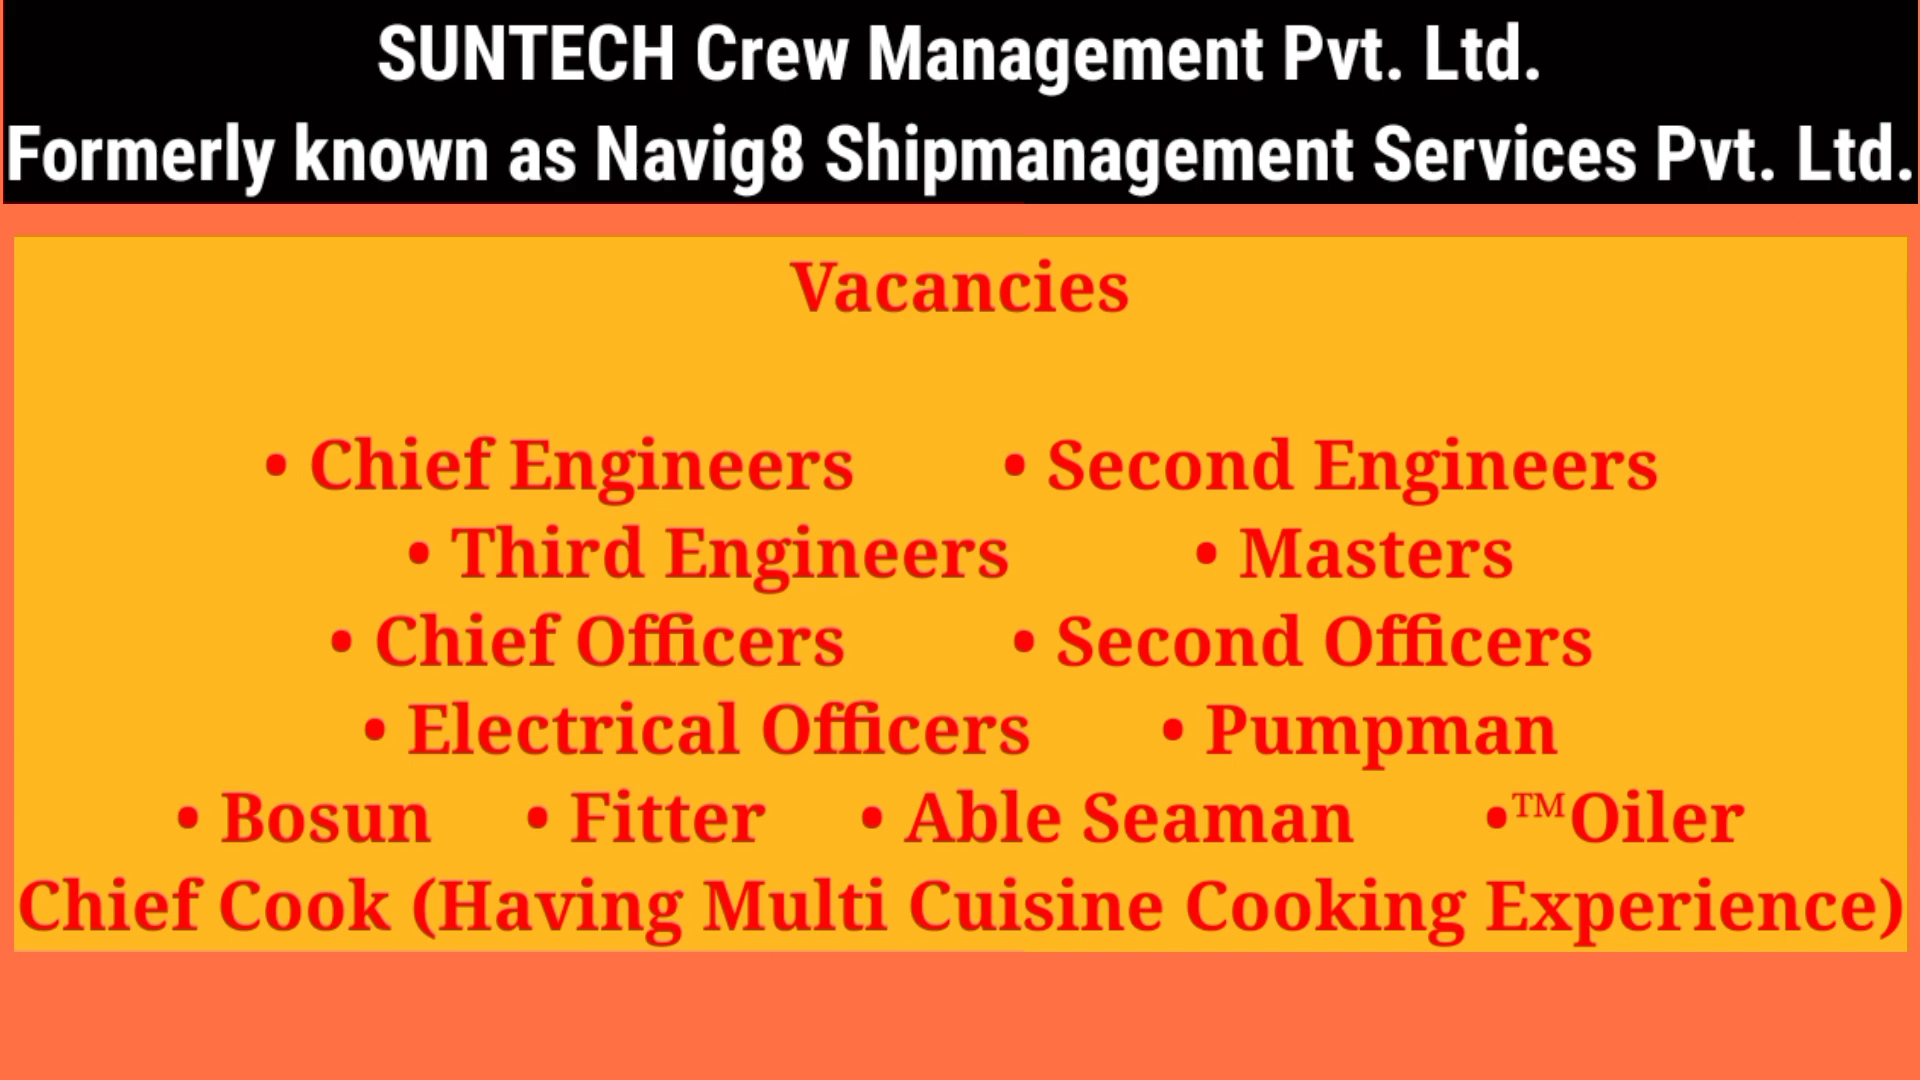 SUNTECH Crew Management Pvt. Ltd.
Formerly known as Navig8 Shipmanagement Services Pvt. Ltd.
Vacancies
• Chief Engineers • Second Engineers
• Third Engineers • Masters
• Chief Officers • Second Officers
• Electrical Officers • Pumpman
• Bosun • Fitter • Able Seaman •™Oiler
Chief Cook (Having Multi Cuisine Cooking Experience)